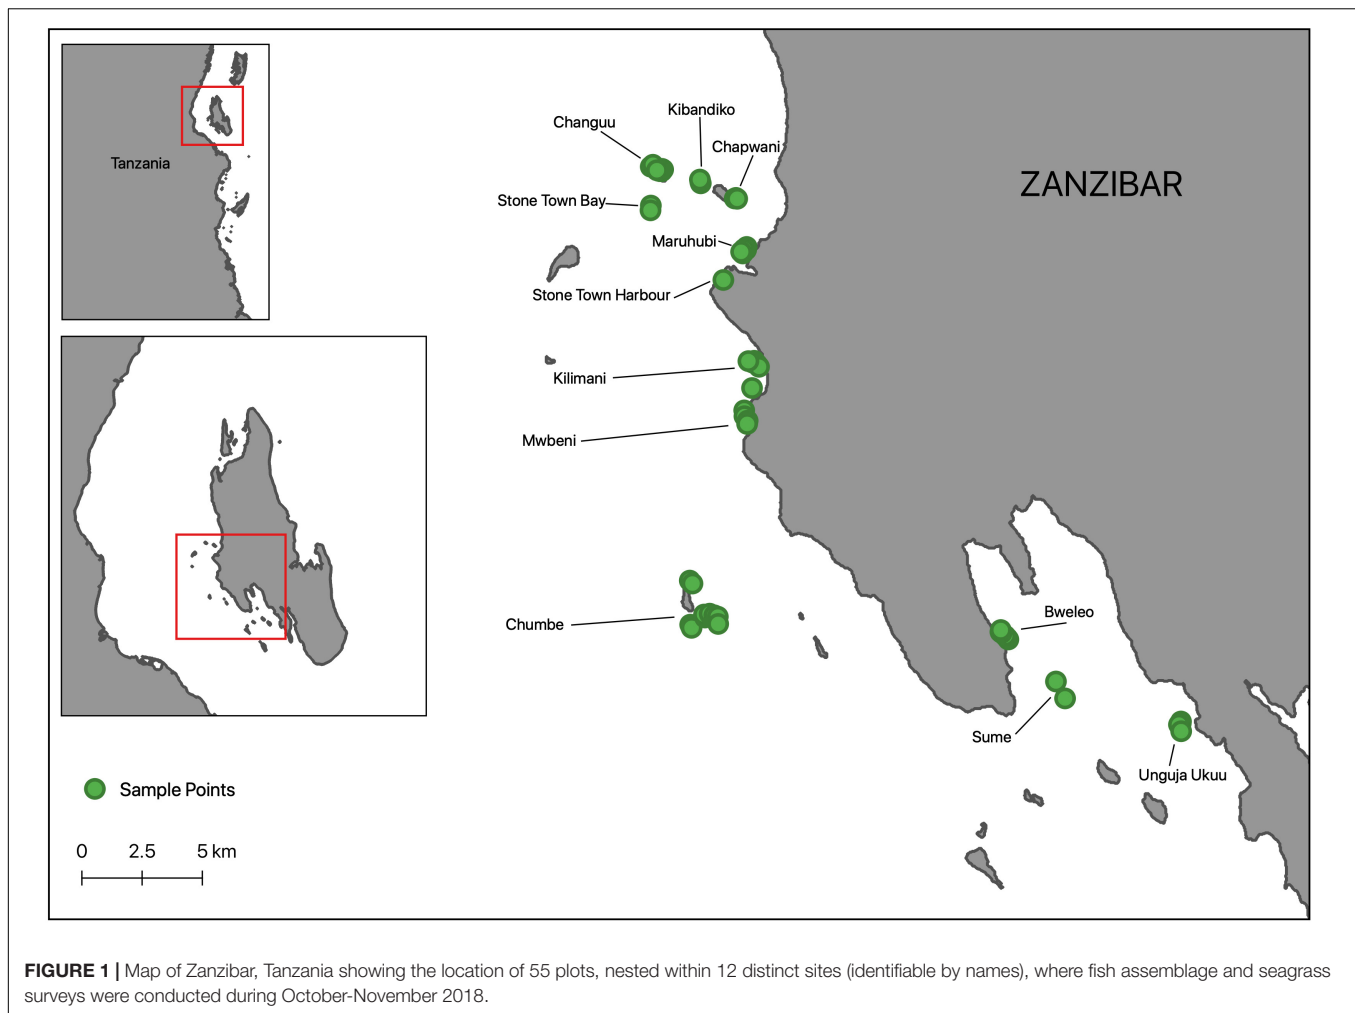 Tanzania
Kibandiko
Changuu
Chapwani
ZANZIBAR
Stone Town Bay
Maruhubi
Stone Town Harbour
Kilimani
Mwbeni
Chumbe
Bweleo
Sume
Unguja Ukuu
Sample Points
0 2.5 5 km
FIGURE 1 | Map of Zanzibar, Tanzania showing the location of 55 plots, nested within 12 distinct sites (identifiable by names), where fish assemblage and seagrass
surveys were conducted during October-November 2018.